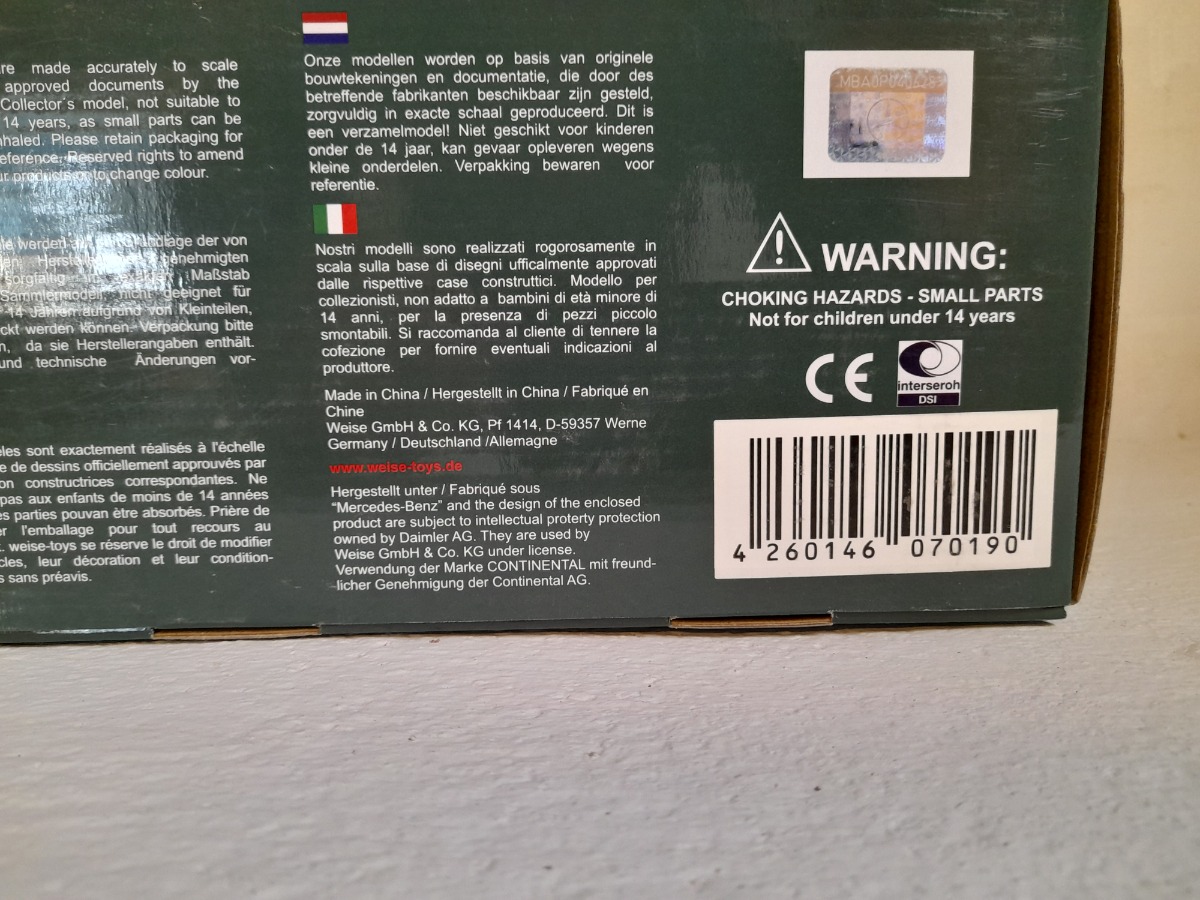 re made accurately to scale
approved documents by the
Collector's model, not suitable to
14 years, as small parts can be
nhaled. Please retain packaging for
eference. Reserved rights to amend
ur products or to change colour.
le werden auf Grundlage der von
Herstellern genehmigten
sorgfältig Maßstab
Sammlermodell, nicht geeignet für
14 Jahren aufgrund von Kleinteilen,
ckt werden können. Verpackung bitte
n, da sie Herstellerangaben enthält.
und technische Änderungen vor-
èles sont exactement réalisés à l'échelle
e de dessins officiellement approuvés par
on constructrices correspondantes. Ne
pas aux enfants de moins de 14 années
es parties pouvan être absorbés. Prière de
er l'emballage pour tout recours au
. weise-toys se réserve le droit de modifier
cles, leur décoration et leur condition-
s sans préavis.
Onze modellen worden op basis van originele
bouwtekeningen en documentatie, die door des
betreffende fabrikanten beschikbaar zijn gesteld,
zorgvuldig in exacte schaal geproduceerd. Dit is
een verzamelmodel! Niet geschikt voor kinderen
onder de 14 jaar, kan gevaar opleveren wegens
kleine onderdelen. Verpakking bewaren voor
referentie.
Nostri modelli sono realizzati rogorosamente in
scala sulla base di disegni ufficalmente approvati
dalle rispettive case construttici. Modello per
collezionisti, non adatto a bambini di età minore di
14 anni, per la presenza di pezzi piccolo
smontabili. Si raccomanda al cliente di tennere la
cofezione per fornire eventuali indicazioni al
produttore.
Made in China / Hergestellt in China / Fabriqué en
Chine
Weise GmbH & Co. KG, Pf 1414, D-59357 Werne
Germany / Deutschland /Allemagne
www.weise-toys.de
Hergestellt unter / Fabriqué sous
"Mercedes-Benz" and the design of the enclosed
product are subject to intellectual proterty protection
owned by Daimler AG. They are used by
Weise GmbH & Co. KG under license.
Verwendung der Marke CONTINENTAL mit freund-
licher Genehmigung der Continental AG.
WARNING:
CHOKING HAZARDS - SMALL PARTS
Not for children under 14 years
CE
interseroh
DSI
4 260146 070190